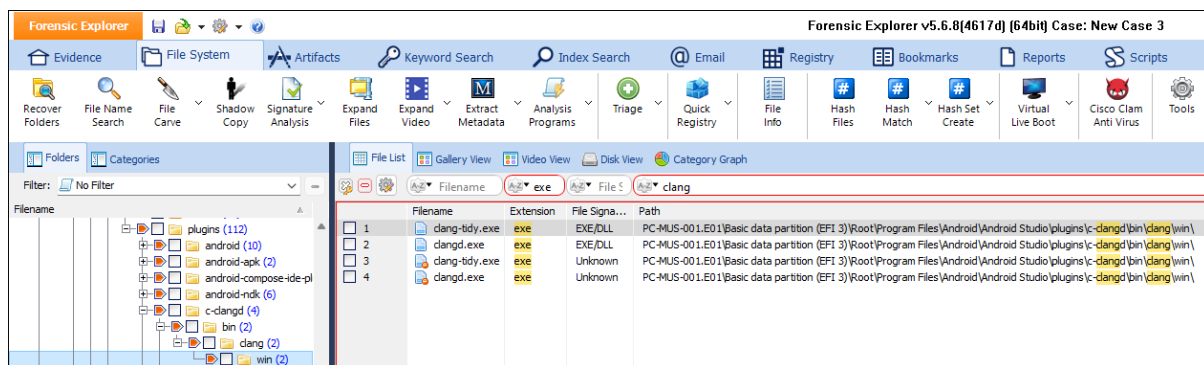 Forensic Explorer
Forensic Explorer v5.6.8(4617d) (64bit) Case: New Case 3
Evidence File System Artifacts Keyword Search Index Search Email Registry Bookmarks Reports Scripts
Recover Folders File Name Search File Carve Shadow Copy Signature Analysis Expand Files Expand Video Extract Metadata Analysis Programs Triage Quick Registry File Info Hash Files Hash Match Hash Set Create Virtual Live Boot Cisco Clam Anti Virus Tools
Folders Categories
File List Gallery View Video View Disk View Category Graph
Filter: No Filter
Filename exe File S clang
Filename
Filename Extension File Signa... Path
plugins (112)
android (10)
android-apk (2)
android-compose-ide-pl
android-ndk (6)
c-clangd (4)
bin (2)
clang (2)
win (2)
1 clang-tidy.exe exe EXE/DLL PC-MUS-001.E01\Basic data partition (EFI 3)\Root\Program Files\Android\Android Studio\plugins\c-clangd\bin\clang\win\
2 clangd.exe exe EXE/DLL PC-MUS-001.E01\Basic data partition (EFI 3)\Root\Program Files\Android\Android Studio\plugins\c-clangd\bin\clang\win\
3 clang-tidy.exe exe Unknown PC-MUS-001.E01\Basic data partition (EFI 3)\Root\Program Files\Android\Android Studio\plugins\c-clangd\bin\clang\win\
4 clangd.exe exe Unknown PC-MUS-001.E01\Basic data partition (EFI 3)\Root\Program Files\Android\Android Studio\plugins\c-clangd\bin\clang\win\